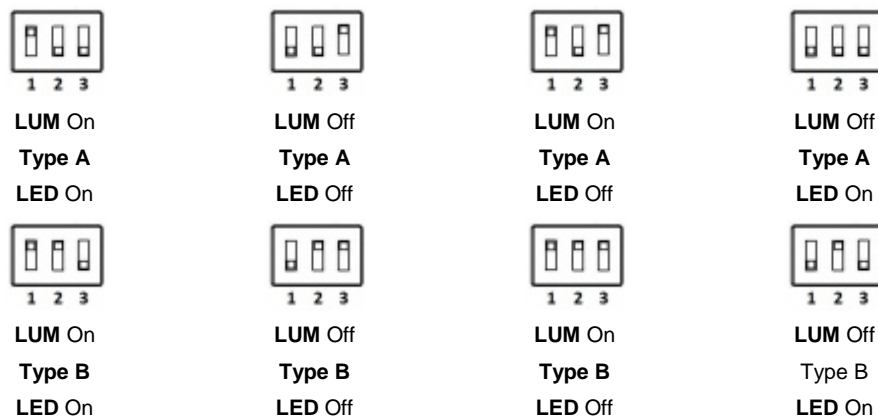 1 2 3 1 2 3 1 2 3 1 2 3
LUM On LUM Off LUM On LUM Off
Type A Type A Type A Type A
LED On LED Off LED Off LED On
1 2 3 1 2 3 1 2 3 1 2 3
LUM On LUM Off LUM On LUM Off
Type B Type B Type B Type B
LED On LED Off LED Off LED On